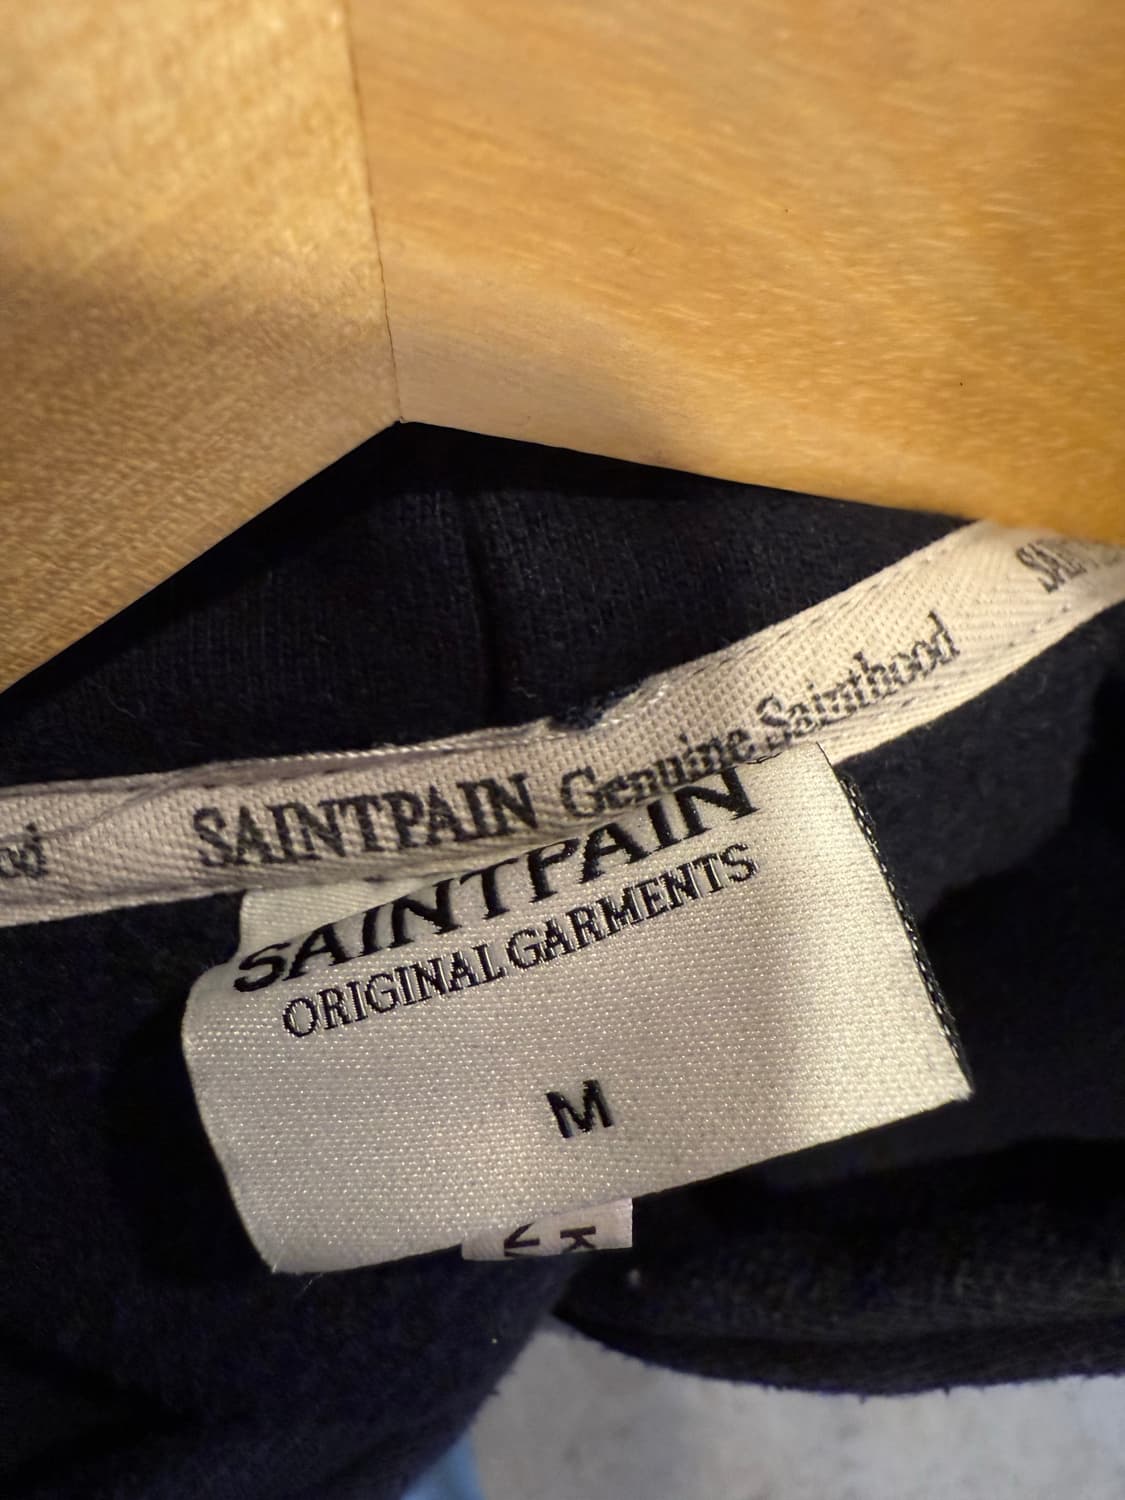 SAINTPAIN Genuine Sainthood
SAINTPAIN
ORIGINAL GARMENTS
M
K